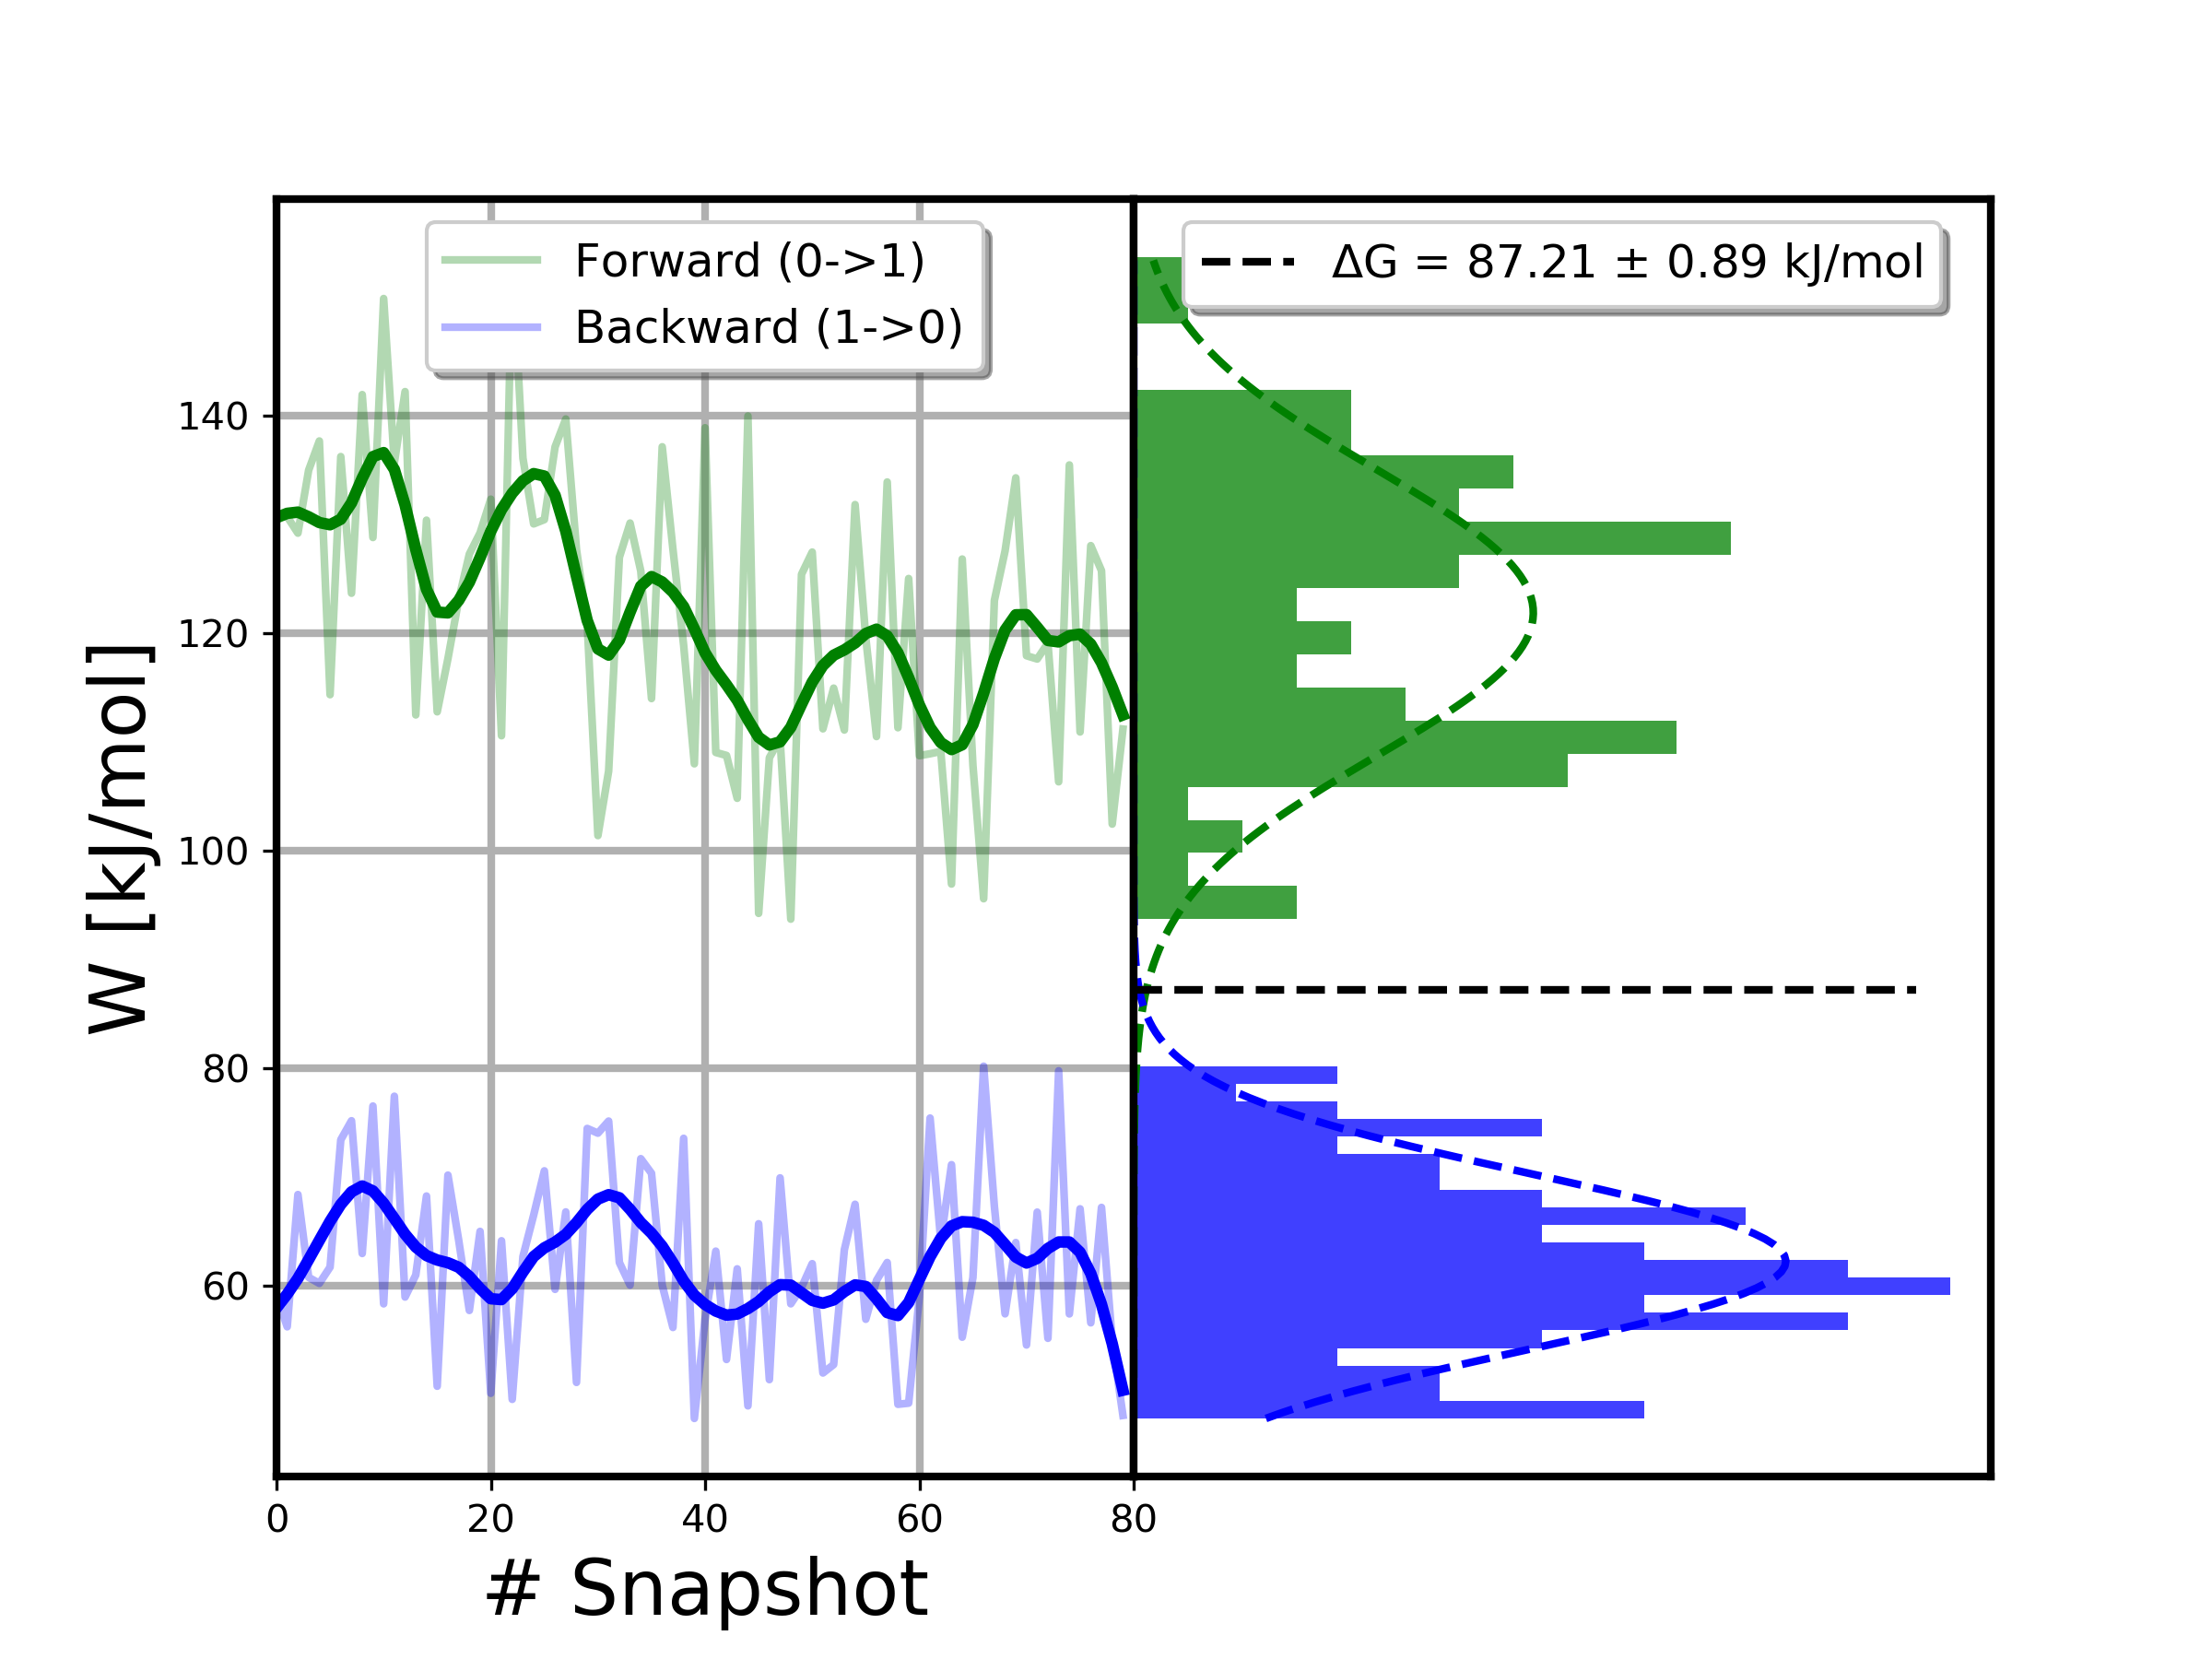 Forward (0->1)
Backward (1->0)
ΔG = 87.21 ± 0.89 kJ/mol
W [kJ/mol]
140
120
100
80
60
0 20 40 60 80
# Snapshot